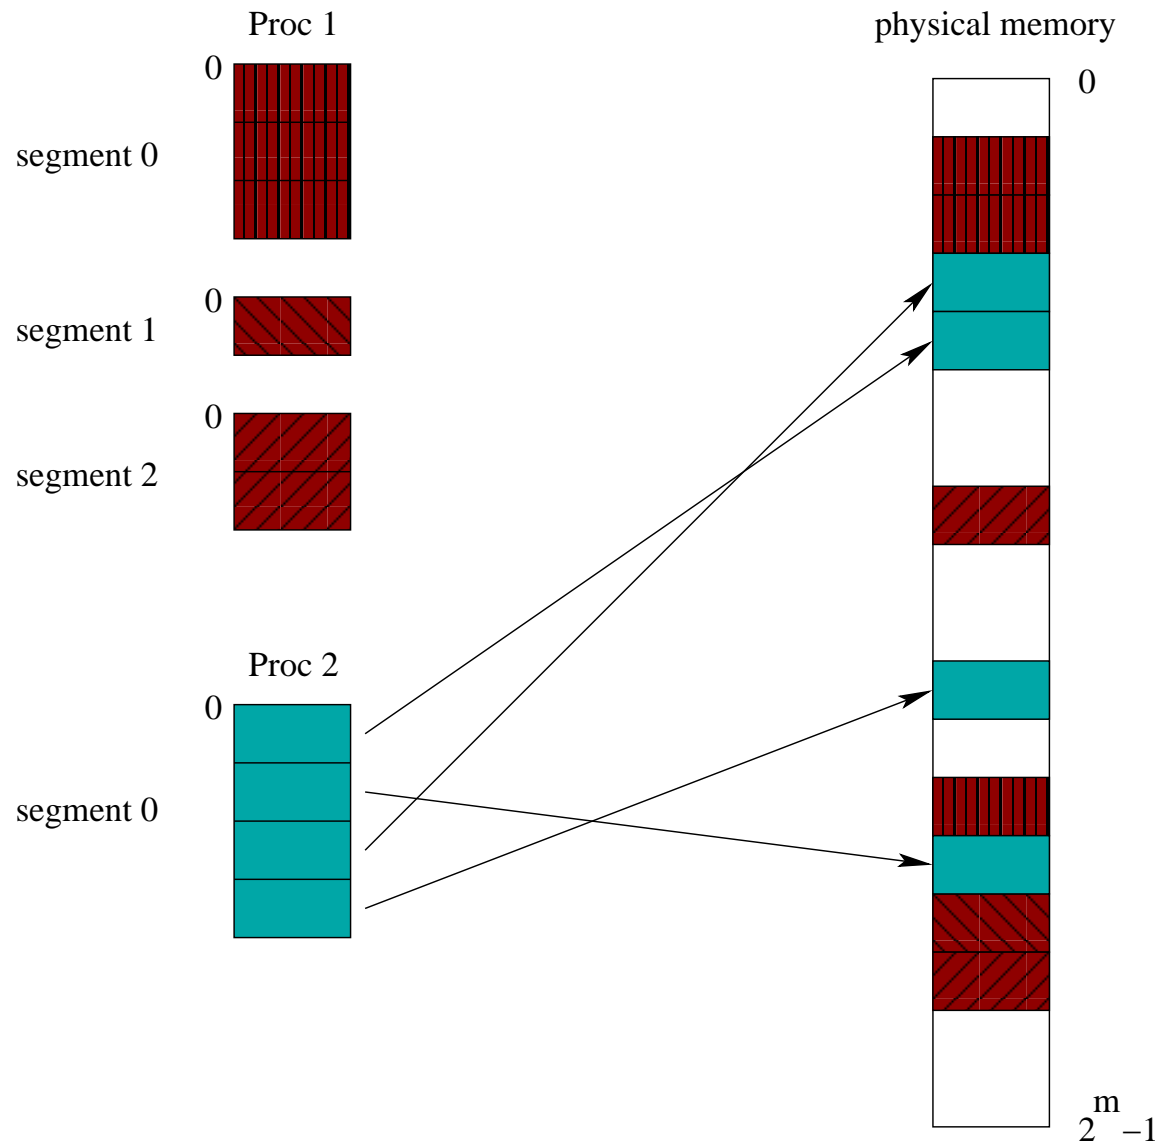 Proc 1
0
segment 0
0
segment 1
0
segment 2
Proc 2
0
segment 0
physical memory
0
2^m −1